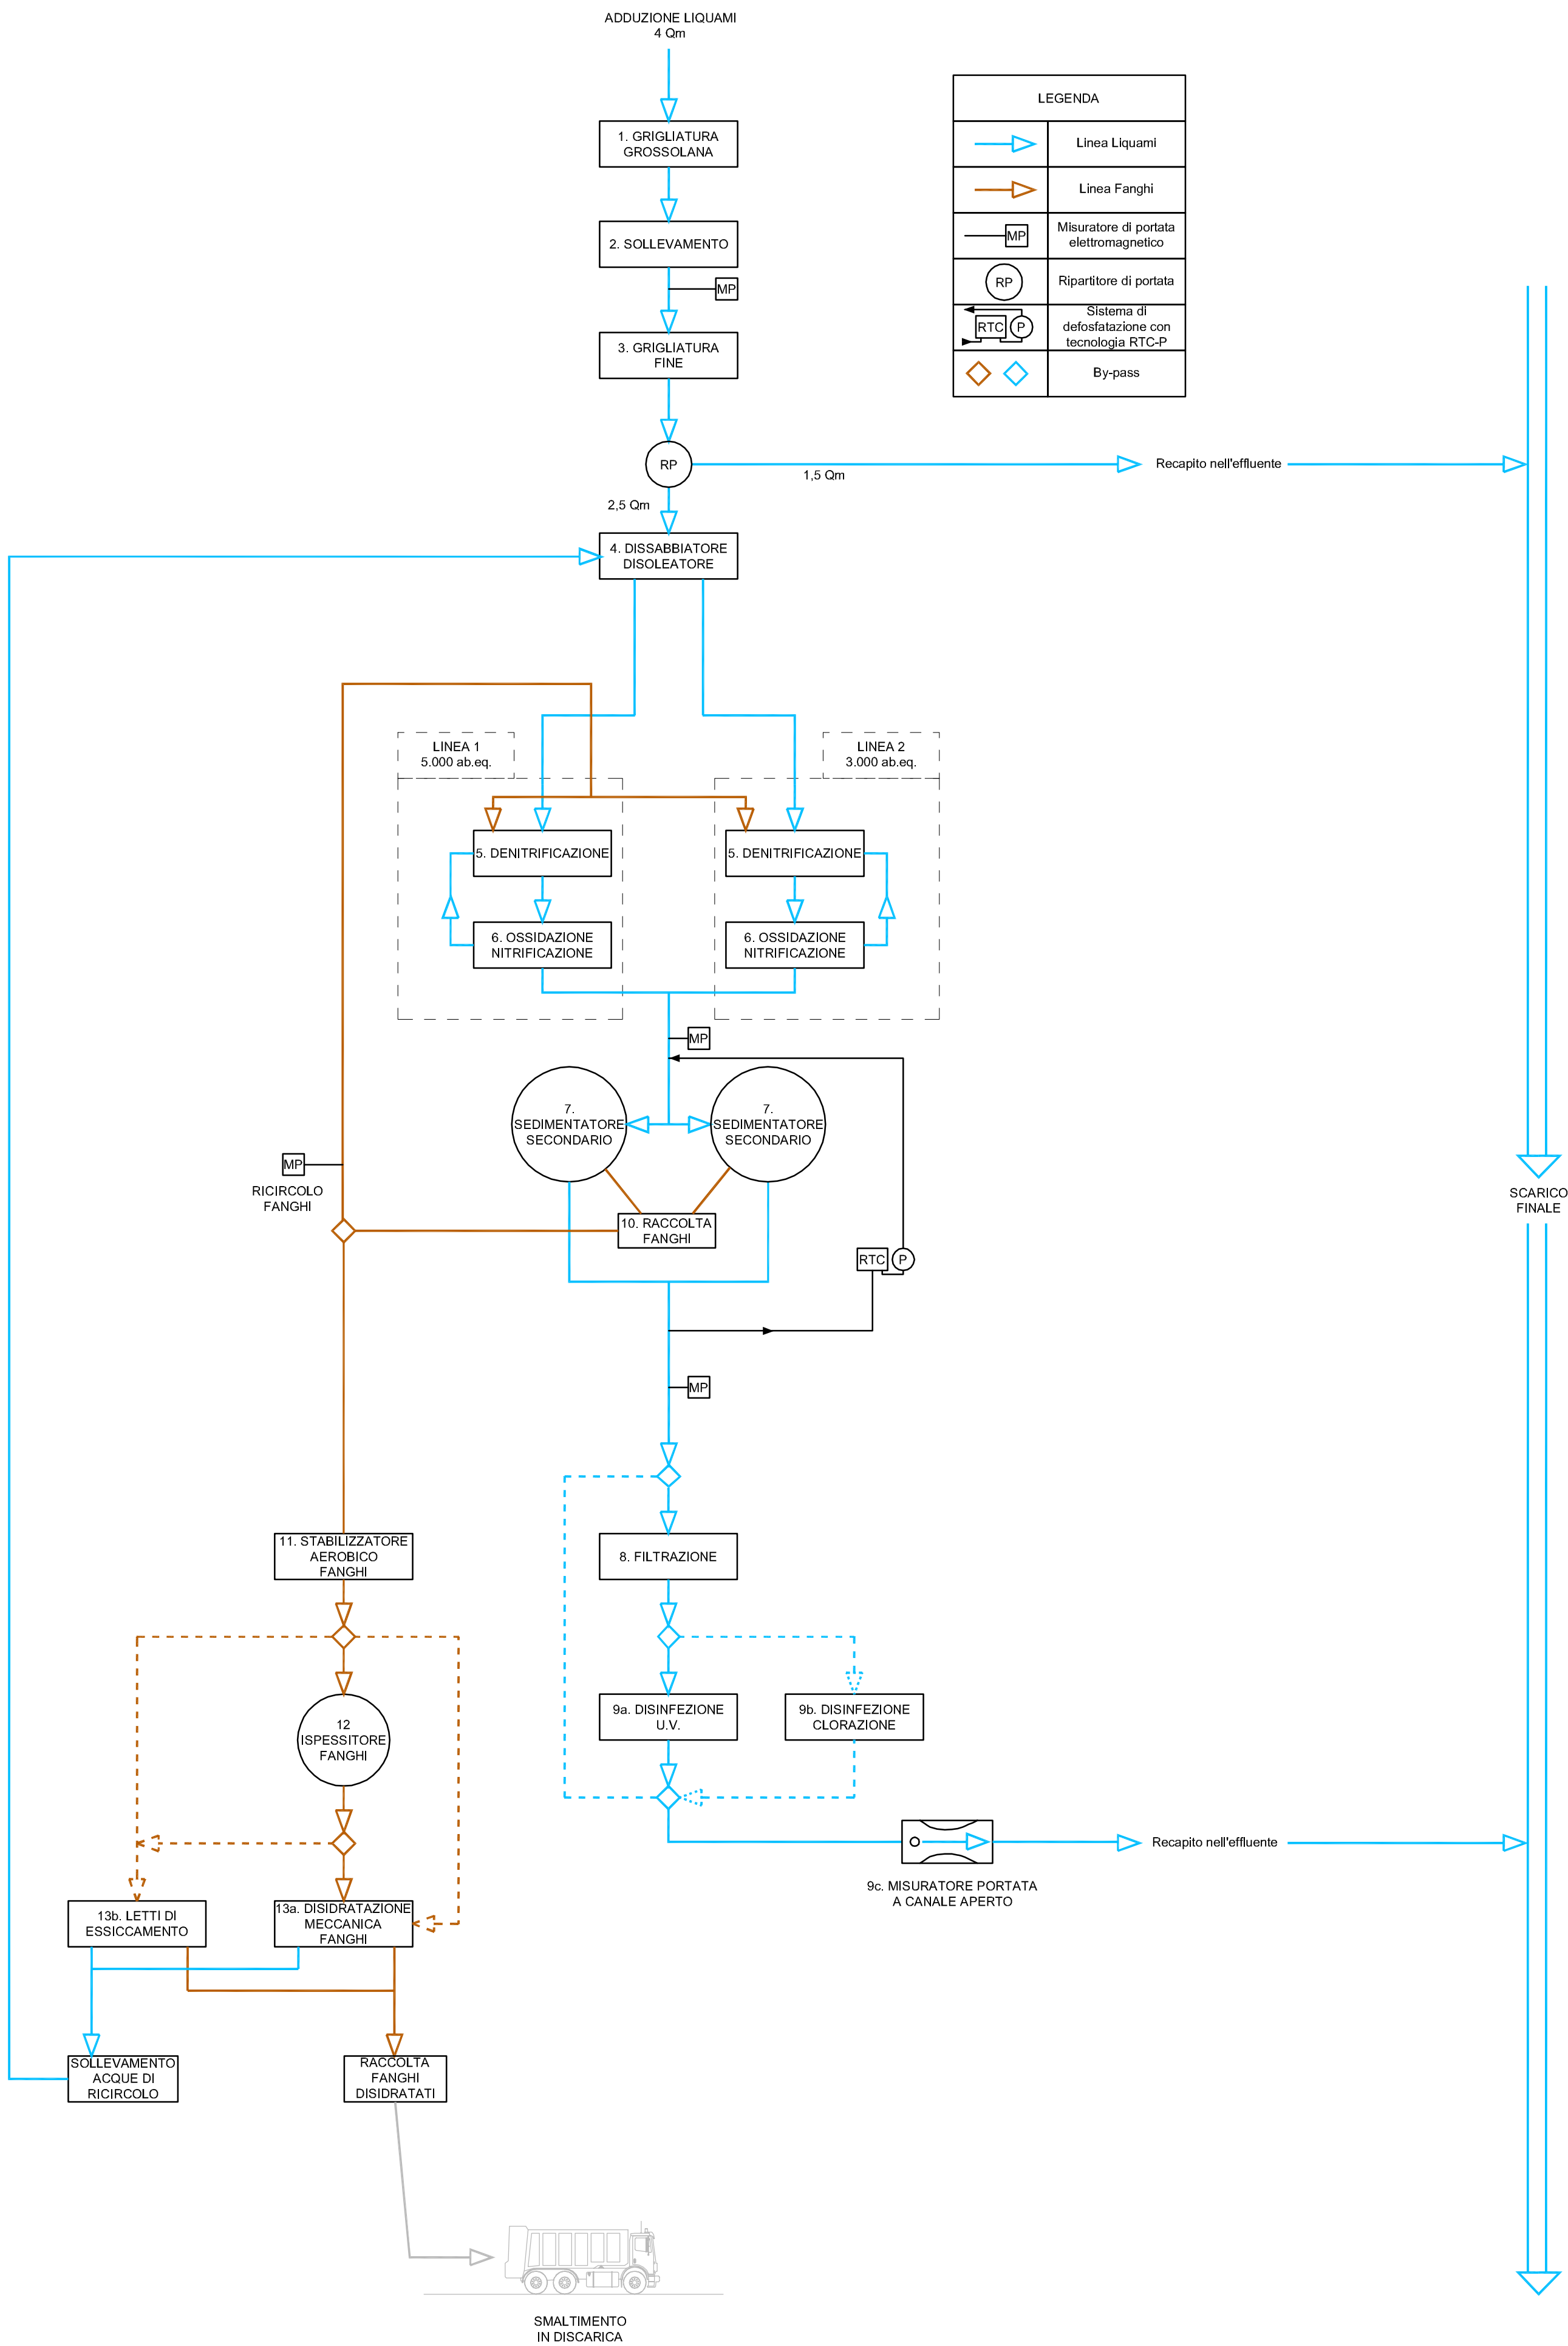 ADDUZIONE LIQUAMI
4 Qm
LEGENDA
Linea Liquami
Linea Fanghi
MP
Misuratore di portata
elettromagnetico
RP
Ripartitore di portata
RTC
P
Sistema di
defosfatazione con
tecnologia RTC-P
By-pass
1. GRIGLIATURA
GROSSOLANA
2. SOLLEVAMENTO
MP
3. GRIGLIATURA
FINE
RP
1,5 Qm
Recapito nell'effluente
2,5 Qm
4. DISSABBIATORE
DISOLEATORE
LINEA 1
5.000 ab.eq.
LINEA 2
3.000 ab.eq.
5. DENITRIFICAZIONE
5. DENITRIFICAZIONE
6. OSSIDAZIONE
NITRIFICAZIONE
6. OSSIDAZIONE
NITRIFICAZIONE
MP
7.
SEDIMENTATORE
SECONDARIO
7.
SEDIMENTATORE
SECONDARIO
MP
RICIRCOLO
FANGHI
SCARICO
FINALE
10. RACCOLTA
FANGHI
RTC
P
MP
11. STABILIZZATORE
AEROBICO
FANGHI
8. FILTRAZIONE
12
ISPESSITORE
FANGHI
9a. DISINFEZIONE
U.V.
9b. DISINFEZIONE
CLORAZIONE
Recapito nell'effluente
9c. MISURATORE PORTATA
A CANALE APERTO
13b. LETTI DI
ESSICCAMENTO
13a. DISIDRATAZIONE
MECCANICA
FANGHI
SOLLEVAMENTO
ACQUE DI
RICIRCOLO
RACCOLTA
FANGHI
DISIDRATATI
SMALTIMENTO
IN DISCARICA